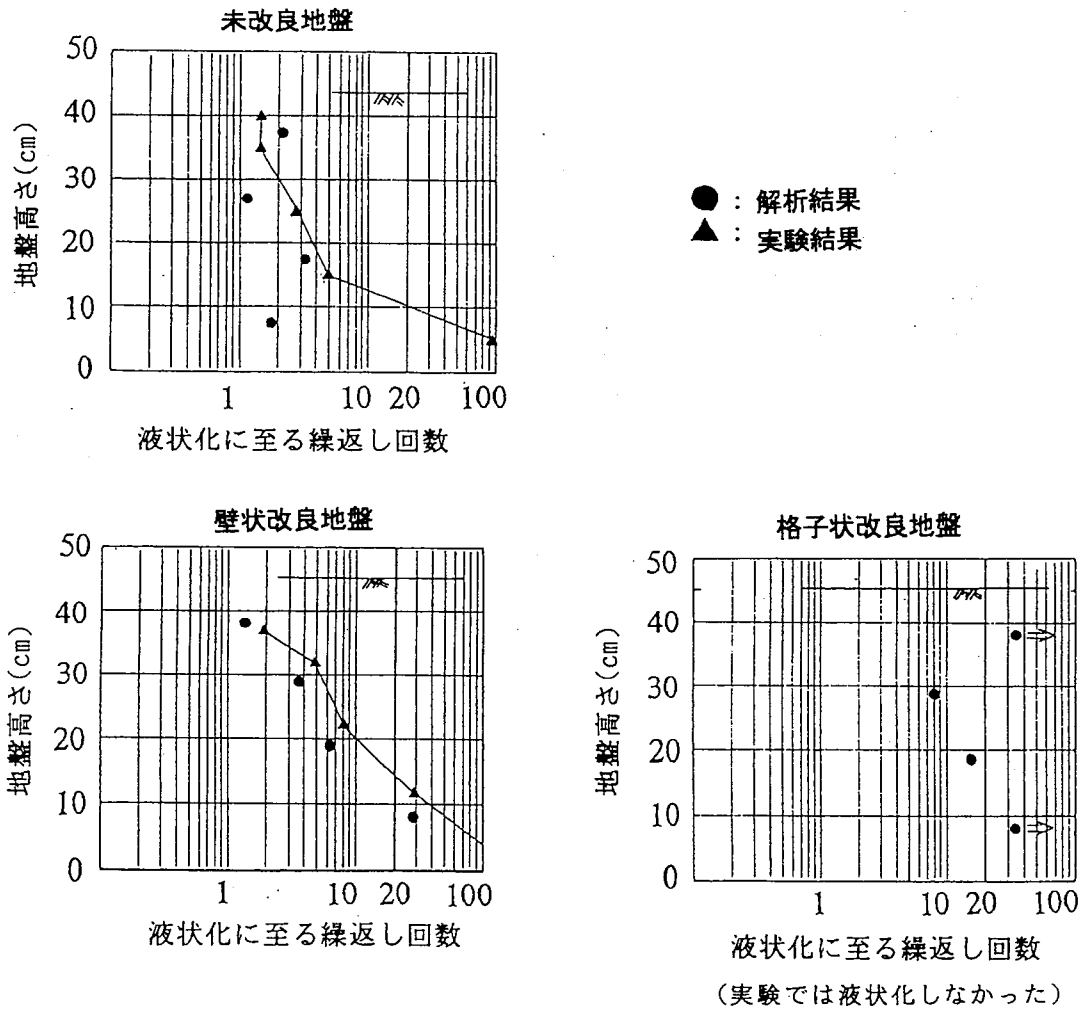 未改良地盤
50
40
30
20
10
0
地盤高さ(cm)
1 10 20 100
液状化に至る繰返し回数
● : 解析結果
▲ : 実験結果
壁状改良地盤
50
40
30
20
10
0
地盤高さ(cm)
1 10 20 100
液状化に至る繰返し回数
格子状改良地盤
50
40
30
20
10
0
地盤高さ(cm)
1 10 20 100
液状化に至る繰返し回数
(実験では液状化しなかった)